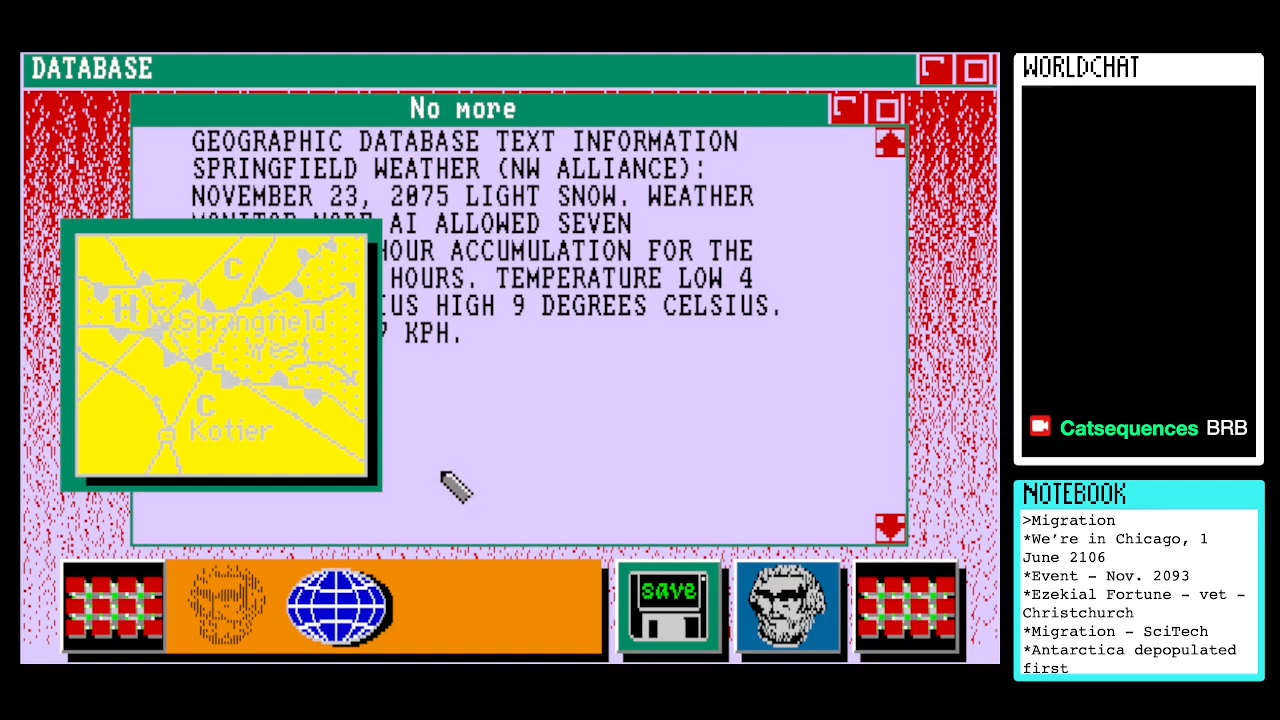 DATABASE
No more
GEOGRAPHIC DATABASE TEXT INFORMATION
SPRINGFIELD WEATHER (NW ALLIANCE):
NOVEMBER 23, 2075 LIGHT SNOW. WEATHER
MONITOR NODE AI ALLOWED SEVEN
HOUR ACCUMULATION FOR THE
HOURS. TEMPERATURE LOW 4
HIGH 9 DEGREES CELSIUS.
KPH.
C
H
Springfield
West
C
Kotier
save
WORLDCHAT
Catsequences BRB
NOTEBOOK
>Migration
*We're in Chicago, 1
June 2106
*Event - Nov. 2093
*Ezekial Fortune - vet -
Christchurch
*Migration - SciTech
*Antarctica depopulated
first